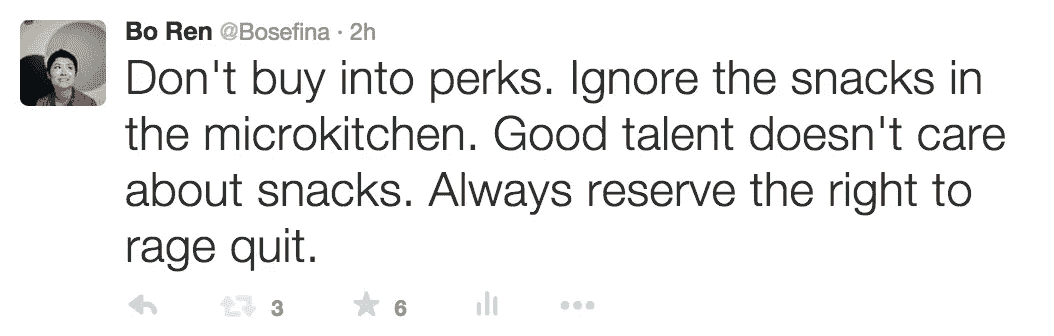 Bo Ren @Bosefina · 2h
Don't buy into perks. Ignore the snacks in
the microkitchen. Good talent doesn't care
about snacks. Always reserve the right to
rage quit.
3 6